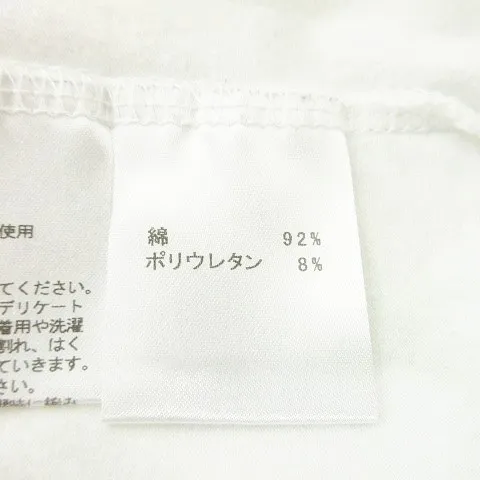 使用
てください。
デリケート
着用や洗濯
割れ、はく
ていきます。
さい。
綿 92%
ポリウレタン 8%